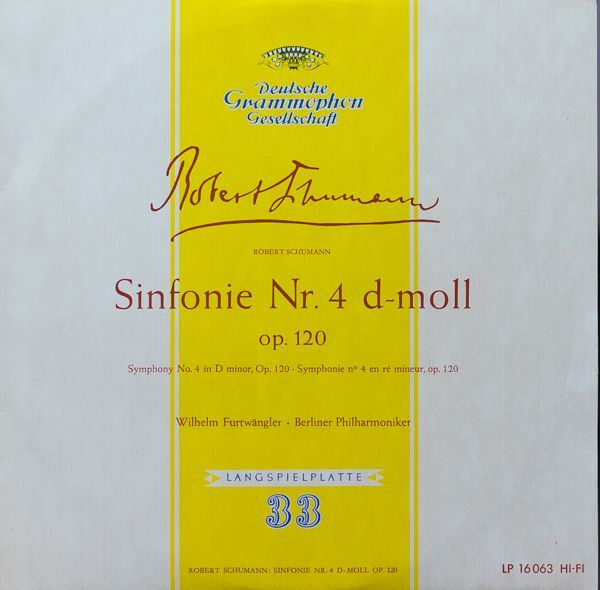 Deutsche
Grammophon
Gesellschaft
Robert Schumann
ROBERT SCHUMANN
Sinfonie Nr. 4 d-moll
op. 120
Symphony No. 4 in D minor, Op. 120 · Symphonie nº 4 en ré mineur, op. 120
Wilhelm Furtwängler · Berliner Philharmoniker
LANGSPIELPLATTE
33
ROBERT SCHUMANN: SINFONIE NR. 4 D-MOLL OP. 120
LP 16 063 HI-FI